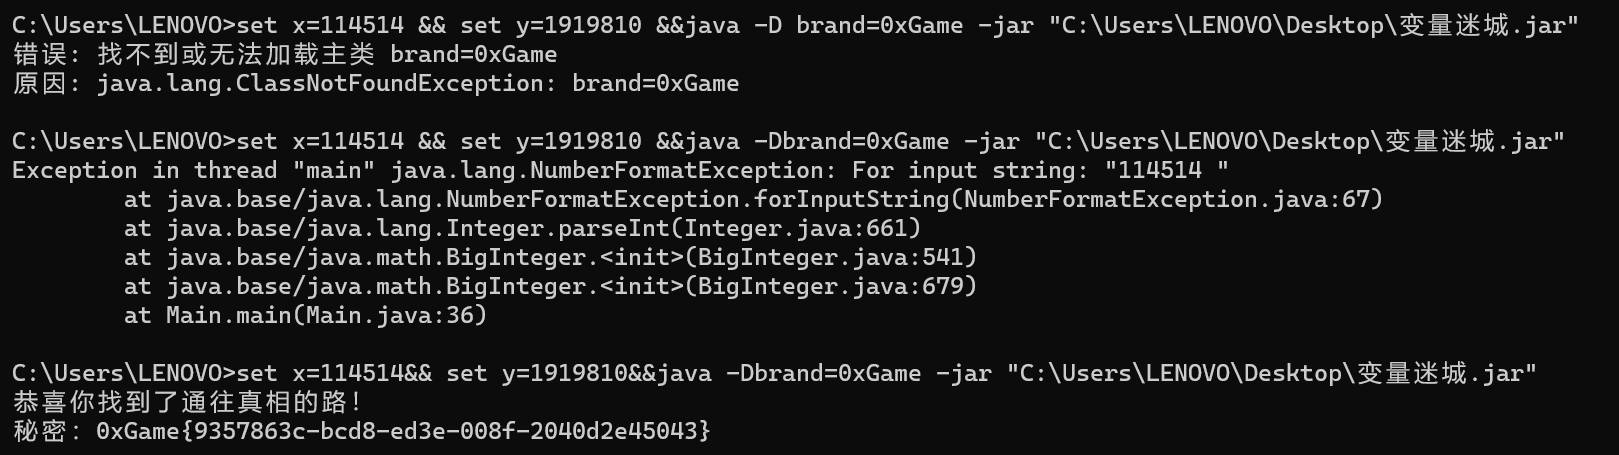 C:\Users\LENOVO>set x=114514 && set y=1919810 &&java -D brand=0xGame -jar "C:\Users\LENOVO\Desktop\变量迷城.jar"
错误: 找不到或无法加载主类 brand=0xGame
原因: java.lang.ClassNotFoundException: brand=0xGame
C:\Users\LENOVO>set x=114514 && set y=1919810 &&java -Dbrand=0xGame -jar "C:\Users\LENOVO\Desktop\变量迷城.jar"
Exception in thread "main" java.lang.NumberFormatException: For input string: "114514 "
at java.base/java.lang.NumberFormatException.forInputString(NumberFormatException.java:67)
at java.base/java.lang.Integer.parseInt(Integer.java:661)
at java.base/java.math.BigInteger.<init>(BigInteger.java:541)
at java.base/java.math.BigInteger.<init>(BigInteger.java:679)
at Main.main(Main.java:36)
C:\Users\LENOVO>set x=114514&& set y=1919810&&java -Dbrand=0xGame -jar "C:\Users\LENOVO\Desktop\变量迷城.jar"
恭喜你找到了通往真相的路!
秘密: 0xGame{9357863c-bcd8-ed3e-008f-2040d2e45043}